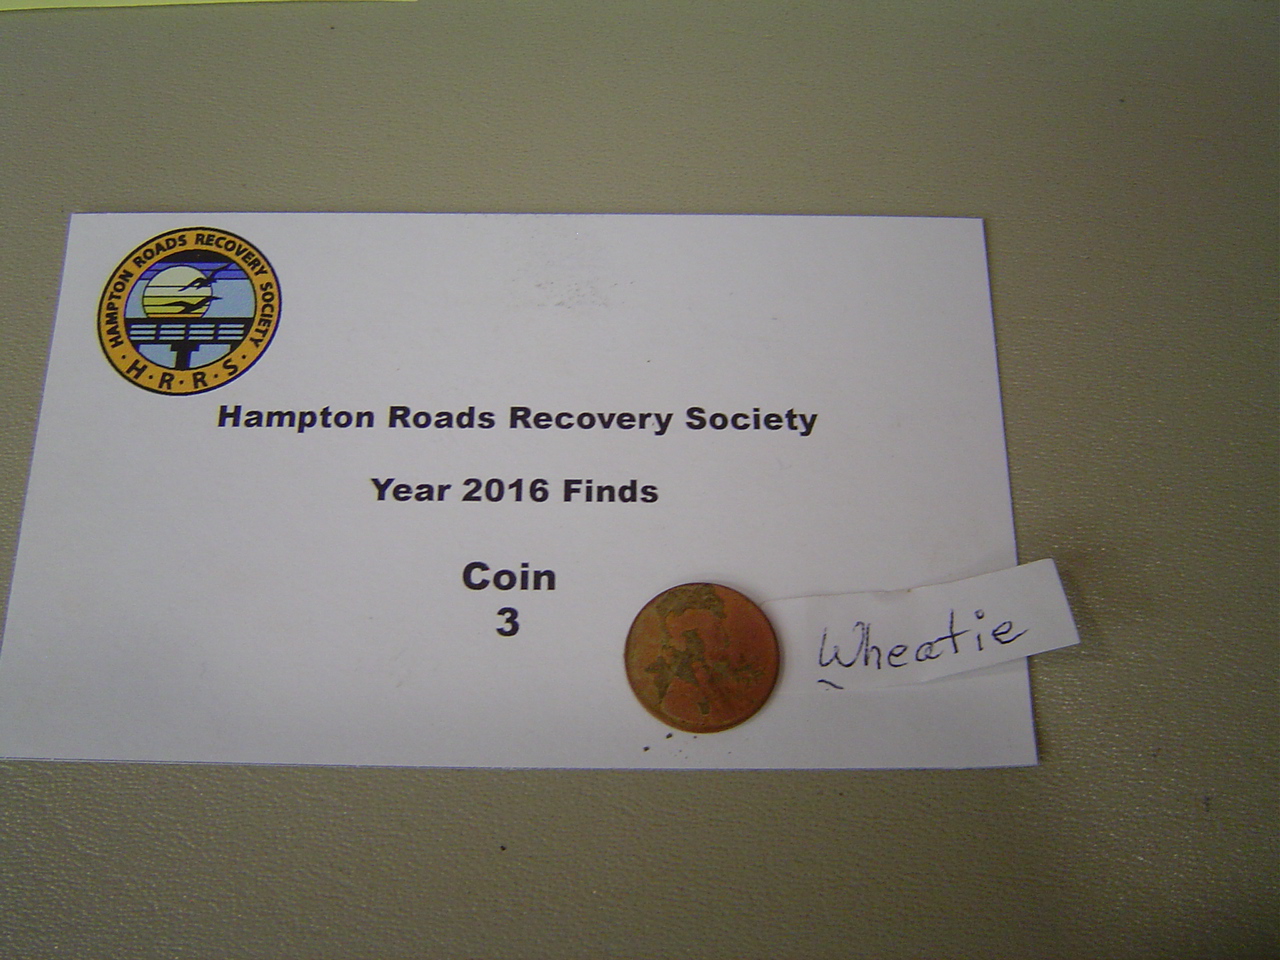 HAMPTON ROADS RECOVERY SOCIETY
· H · R · R · S ·
Hampton Roads Recovery Society
Year 2016 Finds
Coin
3
Wheatie